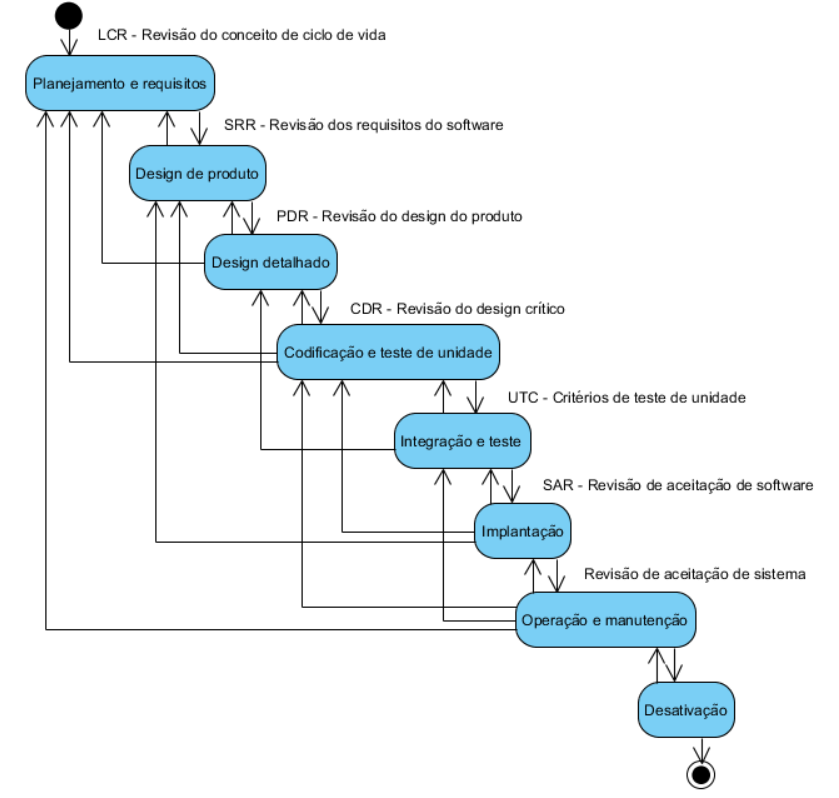 LCR - Revisão do conceito de ciclo de vida
Planejamento e requisitos
SRR - Revisão dos requisitos do software
Design de produto
PDR - Revisão do design do produto
Design detalhado
CDR - Revisão do design crítico
Codificação e teste de unidade
UTC - Critérios de teste de unidade
Integração e teste
SAR - Revisão de aceitação de software
Implantação
Revisão de aceitação de sistema
Operação e manutenção
Desativação